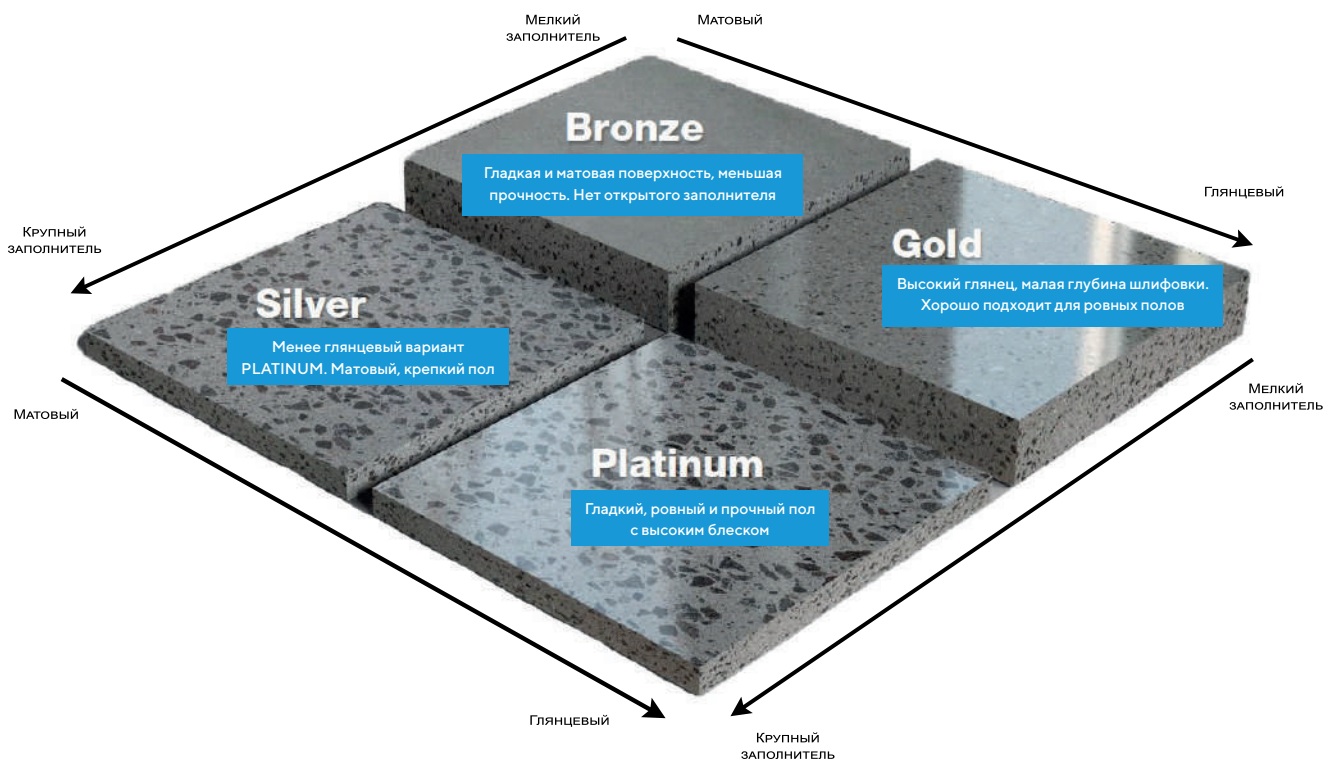 Мелкий
заполнитель
Матовый
Bronze
Гладкая и матовая поверхность, меньшая
прочность. Нет открытого заполнителя
Глянцевый
Крупный
заполнитель
Gold
Высокий глянец, малая глубина шлифовки.
Хорошо подходит для ровных полов
Silver
Менее глянцевый вариант
PLATINUM. Матовый, крепкий пол
Матовый
Мелкий
заполнитель
Platinum
Гладкий, ровный и прочный пол
с высоким блеском
Глянцевый
Крупный
заполнитель